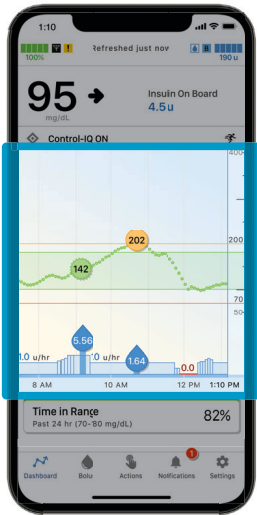 1:10
Refreshed just now
B
100%
190 u
95
mg/dL
Insulin On Board
4.5u
Control-IQ ON
400
202
200
142
70
50
5.56
1.64
1.0 u/hr
0 u/hr
0.0
8 AM
10 AM
12 PM
1:10 PM
Time in Range
82%
Past 24 hr (70-'80 mg/dL)
1
Dashboard
Bolu
Actions
Notifications
Settings